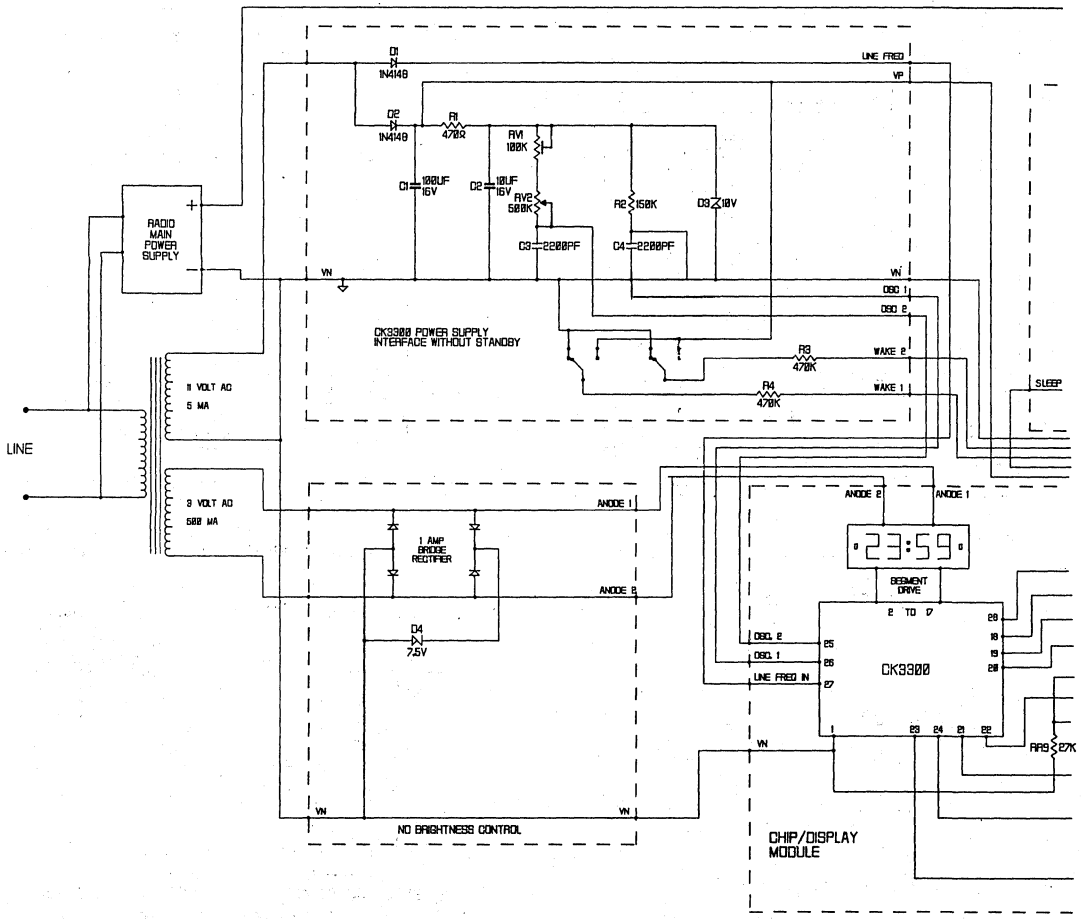 D1
1N4148
LINE FREQ
VP
D2
1N4148
R1
470Ω
RV1
100K
C1
100UF
16V
C2
10UF
16V
RV2
500K
R2
150K
D3
10V
C3
2200PF
C4
2200PF
+
RADIO
MAIN
POWER
SUPPLY
−
VN
VN
OSC 1
OSC 2
CK3300 POWER SUPPLY
INTERFACE WITHOUT STANDBY
R3
470K
WAKE 2
R4
470K
WAKE 1
SLEEP
11 VOLT AC
5 MA
LINE
3 VOLT AC
500 MA
ANODE 1
1 AMP
BRIDGE
RECTIFIER
ANODE 2
D4
7.5V
VN
VN
NO BRIGHTNESS CONTROL
ANODE 2
ANODE 1
23:59
SEGMENT
DRIVE
2 TO 17
OSC. 2
25
OSC. 1
26
LINE FREQ IN
27
CK3300
28
18
19
20
1
23
24
21
22
VN
RR9
27K
CHIP/DISPLAY
MODULE